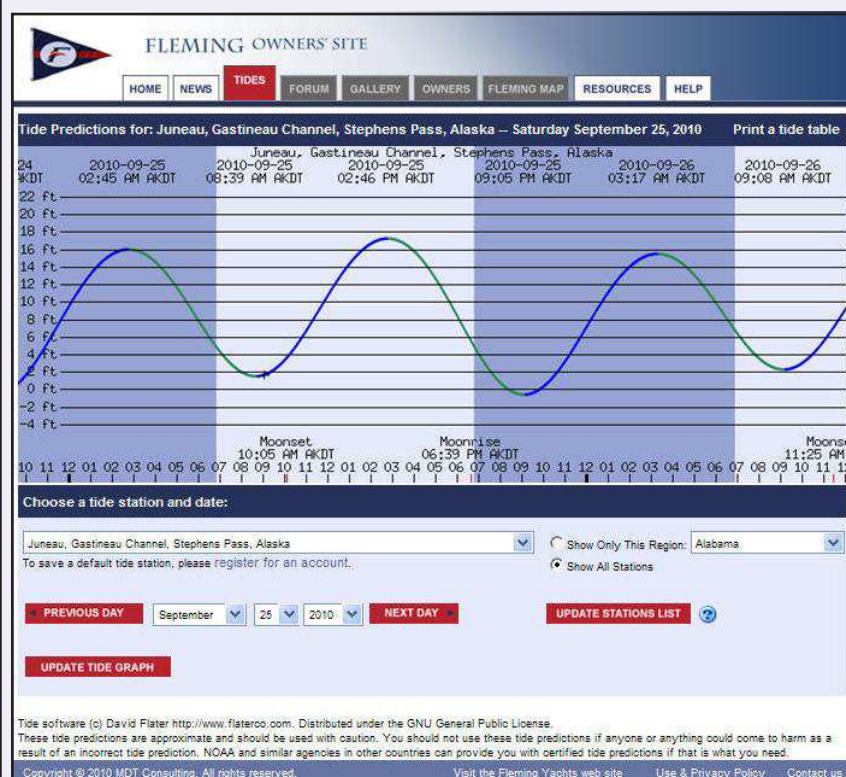 FLEMING OWNERS' SITE
HOME NEWS TIDES FORUM GALLERY OWNERS FLEMING MAP RESOURCES HELP
Tide Predictions for: Juneau, Gastineau Channel, Stephens Pass, Alaska -- Saturday September 25, 2010 Print a tide table
Juneau, Gastineau Channel, Stephens Pass, Alaska
24 2010-09-25 2010-09-25 2010-09-25 2010-09-25 2010-09-26 2010-09-26
AKDT 02:45 AM AKDT 08:39 AM AKDT 02:46 PM AKDT 09:05 PM AKDT 03:17 AM AKDT 09:08 AM AKDT
22 ft
20 ft
18 ft
16 ft
14 ft
12 ft
10 ft
8 ft
6 ft
4 ft
2 ft
0 ft
-2 ft
-4 ft
Moonset Moonrise Moonse
10:05 AM AKDT 06:39 PM AKDT 11:25 AM
10 11 12 01 02 03 04 05 06 07 08 09 10 11 12 01 02 03 04 05 06 07 08 09 10 11 12 01 02 03 04 05 06 07 08 09 10 11 1
Choose a tide station and date:
Juneau, Gastineau Channel, Stephens Pass, Alaska Show Only This Region: Alabama
To save a default tide station, please register for an account. Show All Stations
PREVIOUS DAY September 25 2010 NEXT DAY UPDATE STATIONS LIST ?
UPDATE TIDE GRAPH
Tide software (c) David Flater http://www.flaterco.com. Distributed under the GNU General Public License.
These tide predictions are approximate and should be used with caution. You should not use these tide predictions if anyone or anything could come to harm as a
result of an incorrect tide prediction. NOAA and similar agencies in other countries can provide you with certified tide predictions if that is what you need.
Copyright © 2010 MDT Consulting. All rights reserved. Visit the Fleming Yachts web site Use & Privacy Policy Contact us